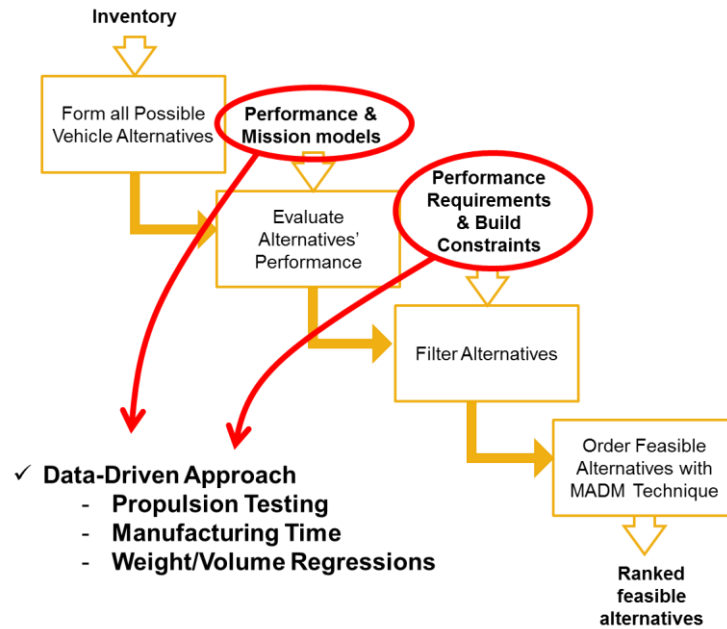 Inventory
Form all Possible
Vehicle Alternatives
Performance &
Mission models
Evaluate
Alternatives'
Performance
Performance
Requirements
& Build
Constraints
Filter Alternatives
Order Feasible
Alternatives with
MADM Technique
Ranked
feasible
alternatives
✓ Data-Driven Approach
- Propulsion Testing
- Manufacturing Time
- Weight/Volume Regressions